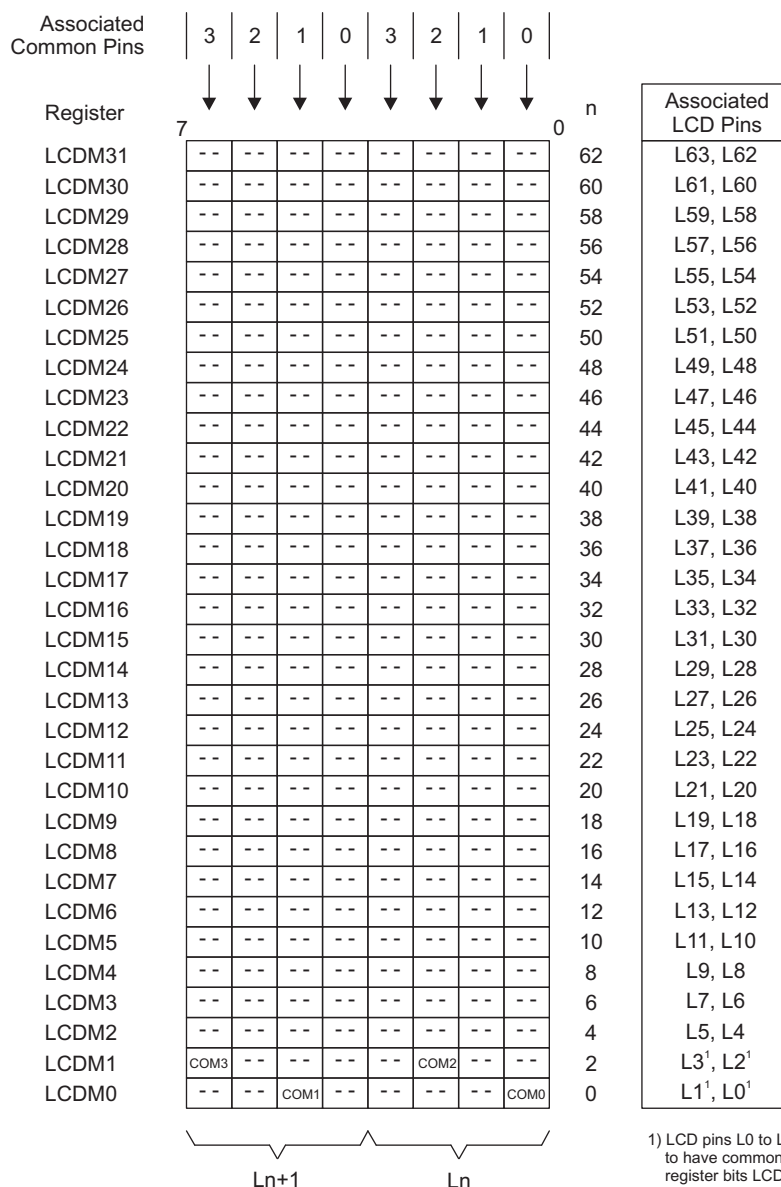 Associated
Common Pins 3 2 1 0 3 2 1 0
Register 7 0 n Associated
LCD Pins
LCDM31 -- -- -- -- -- -- -- -- 62 L63, L62
LCDM30 -- -- -- -- -- -- -- -- 60 L61, L60
LCDM29 -- -- -- -- -- -- -- -- 58 L59, L58
LCDM28 -- -- -- -- -- -- -- -- 56 L57, L56
LCDM27 -- -- -- -- -- -- -- -- 54 L55, L54
LCDM26 -- -- -- -- -- -- -- -- 52 L53, L52
LCDM25 -- -- -- -- -- -- -- -- 50 L51, L50
LCDM24 -- -- -- -- -- -- -- -- 48 L49, L48
LCDM23 -- -- -- -- -- -- -- -- 46 L47, L46
LCDM22 -- -- -- -- -- -- -- -- 44 L45, L44
LCDM21 -- -- -- -- -- -- -- -- 42 L43, L42
LCDM20 -- -- -- -- -- -- -- -- 40 L41, L40
LCDM19 -- -- -- -- -- -- -- -- 38 L39, L38
LCDM18 -- -- -- -- -- -- -- -- 36 L37, L36
LCDM17 -- -- -- -- -- -- -- -- 34 L35, L34
LCDM16 -- -- -- -- -- -- -- -- 32 L33, L32
LCDM15 -- -- -- -- -- -- -- -- 30 L31, L30
LCDM14 -- -- -- -- -- -- -- -- 28 L29, L28
LCDM13 -- -- -- -- -- -- -- -- 26 L27, L26
LCDM12 -- -- -- -- -- -- -- -- 24 L25, L24
LCDM11 -- -- -- -- -- -- -- -- 22 L23, L22
LCDM10 -- -- -- -- -- -- -- -- 20 L21, L20
LCDM9 -- -- -- -- -- -- -- -- 18 L19, L18
LCDM8 -- -- -- -- -- -- -- -- 16 L17, L16
LCDM7 -- -- -- -- -- -- -- -- 14 L15, L14
LCDM6 -- -- -- -- -- -- -- -- 12 L13, L12
LCDM5 -- -- -- -- -- -- -- -- 10 L11, L10
LCDM4 -- -- -- -- -- -- -- -- 8 L9, L8
LCDM3 -- -- -- -- -- -- -- -- 6 L7, L6
LCDM2 -- -- -- -- -- -- -- -- 4 L5, L4
LCDM1 COM3 -- -- -- -- COM2 -- -- 2 L3¹, L2¹
LCDM0 -- -- COM1 -- -- -- -- COM0 0 L1¹, L0¹
Ln+1 Ln
1) LCD pins L0 to L
to have common
register bits LCD